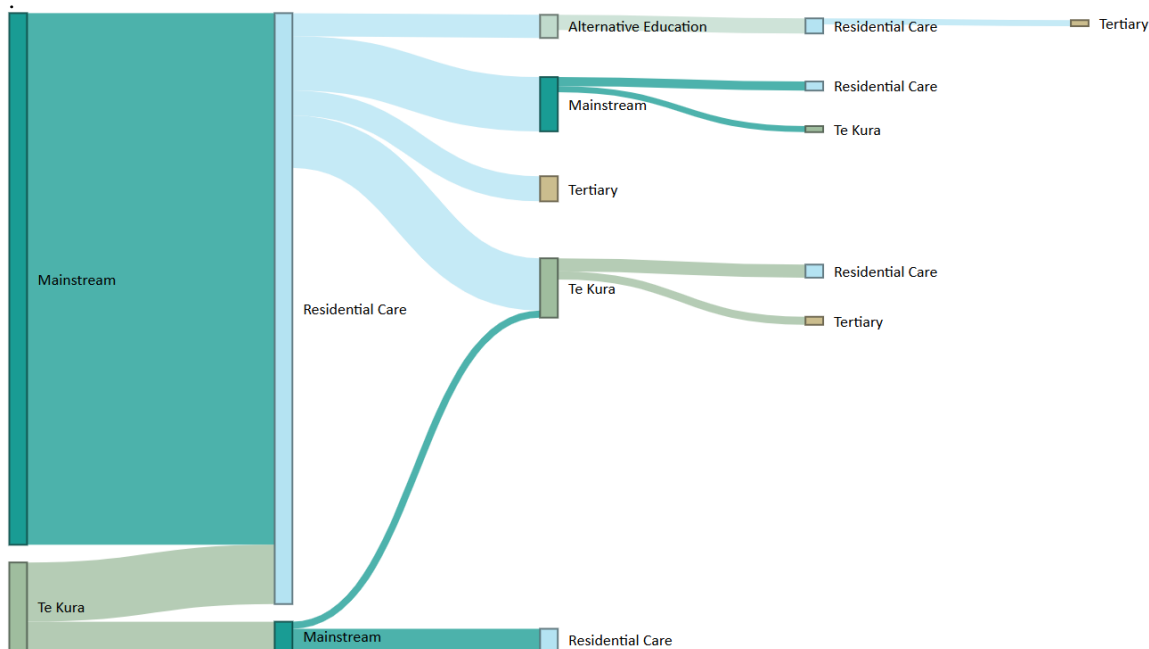 Alternative Education
Residential Care
Tertiary
Mainstream
Residential Care
Te Kura
Tertiary
Mainstream
Te Kura
Residential Care
Residential Care
Tertiary
Te Kura
Mainstream
Residential Care